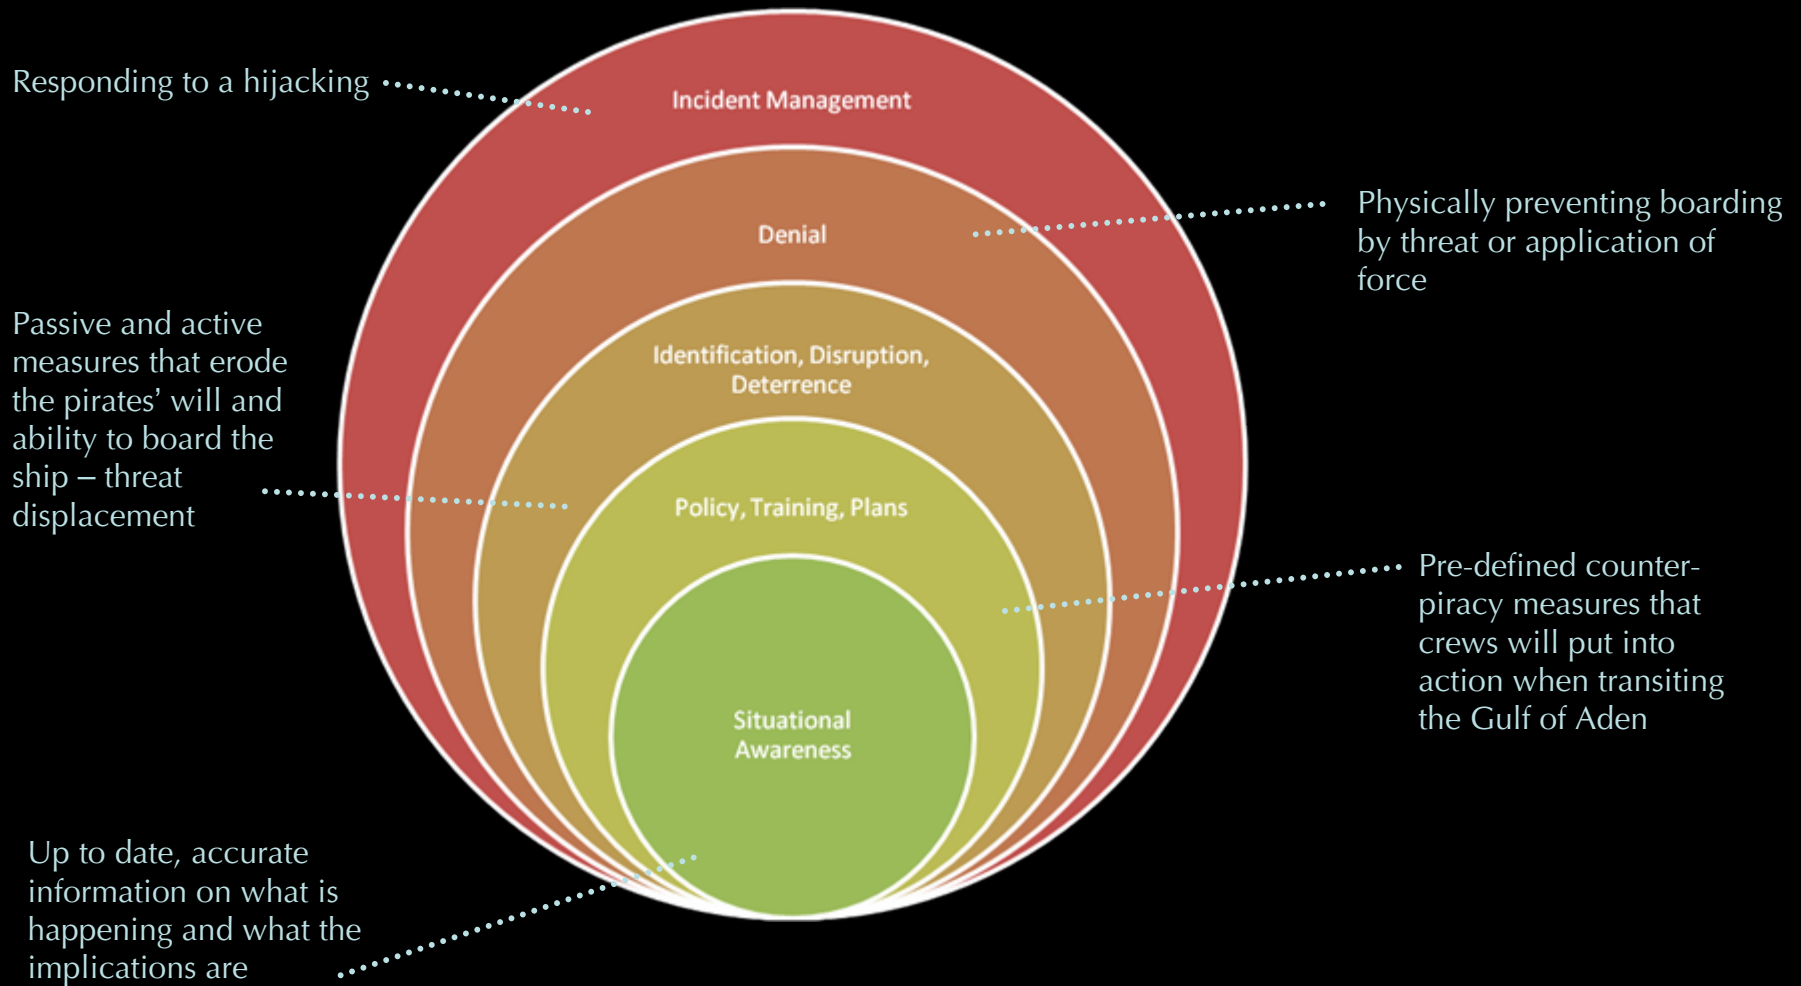 Responding to a hijacking
Incident Management
Denial
Physically preventing boarding
by threat or application of
force
Passive and active
measures that erode
the pirates’ will and
ability to board the
ship – threat
displacement
Identification, Disruption,
Deterrence
Policy, Training, Plans
Pre-defined counter-
piracy measures that
crews will put into
action when transiting
the Gulf of Aden
Situational
Awareness
Up to date, accurate
information on what is
happening and what the
implications are